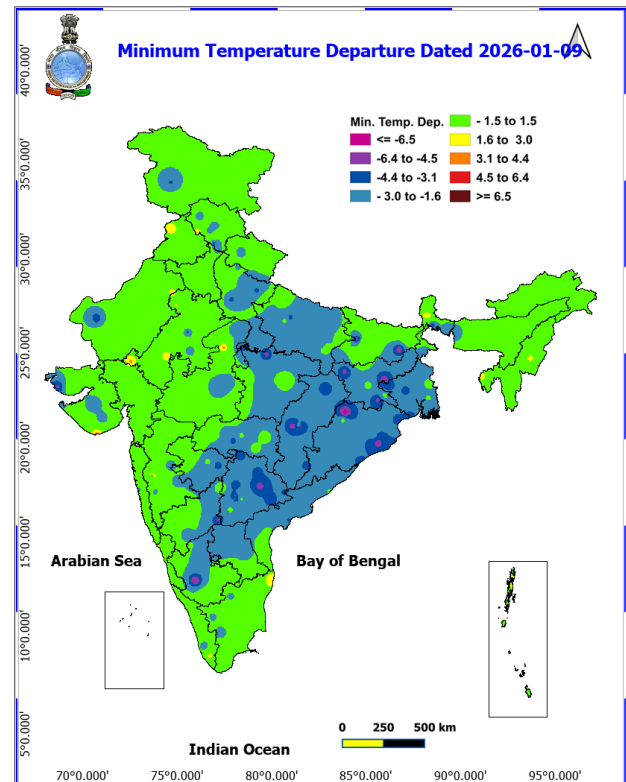 Minimum Temperature Departure Dated 2026-01-09
Min. Temp. Dep.
<= -6.5
-6.4 to -4.5
-4.4 to -3.1
- 3.0 to -1.6
- 1.5 to 1.5
1.6 to 3.0
3.1 to 4.4
4.5 to 6.4
>= 6.5
40°0.000'
35°0.000'
30°0.000'
25°0.000'
20°0.000'
15°0.000'
10°0.000'
5°0.000'
Arabian Sea
Bay of Bengal
0 250 500 km
Indian Ocean
70°0.000' 75°0.000' 80°0.000' 85°0.000' 90°0.000' 95°0.000'